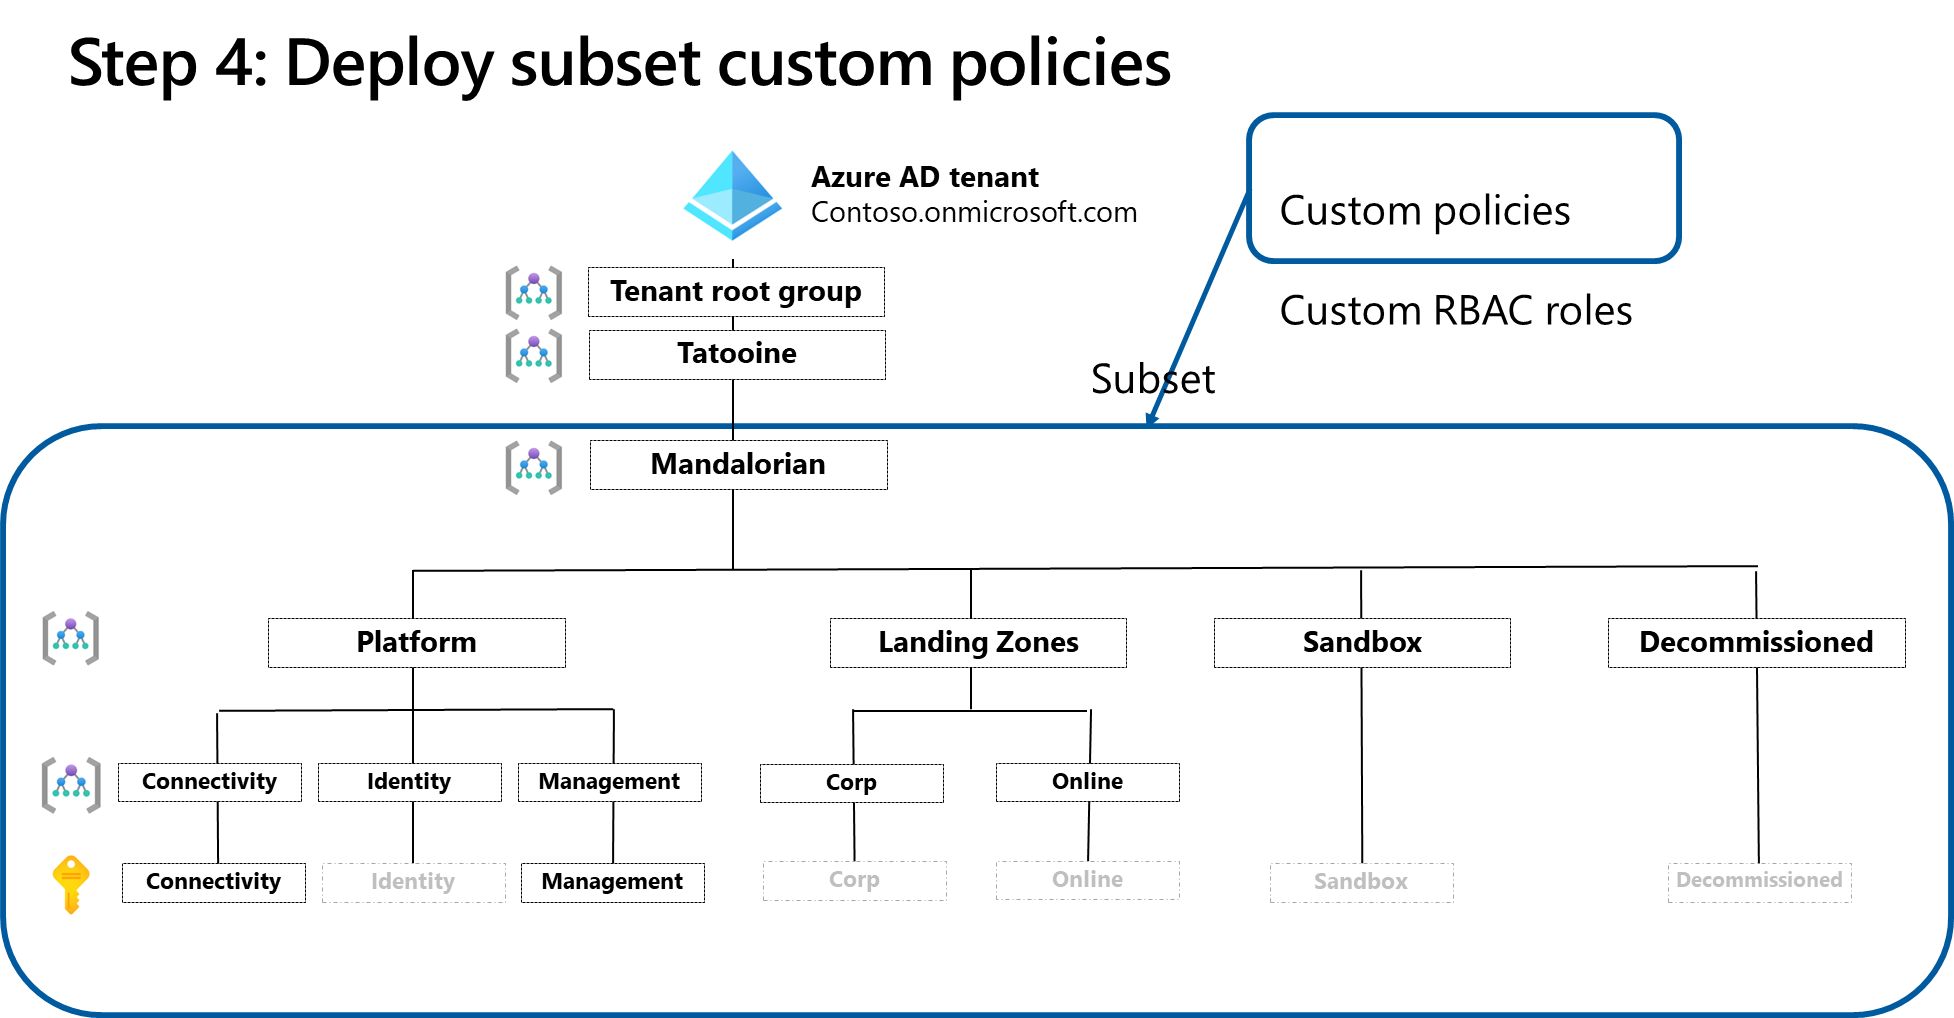 Step 4: Deploy subset custom policies
Azure AD tenant
Contoso.onmicrosoft.com
Custom policies
Custom RBAC roles
Subset
Tenant root group
Tatooine
Mandalorian
Platform
Landing Zones
Sandbox
Decommissioned
Connectivity
Identity
Management
Corp
Online
Connectivity
Identity
Management
Corp
Online
Sandbox
Decommissioned